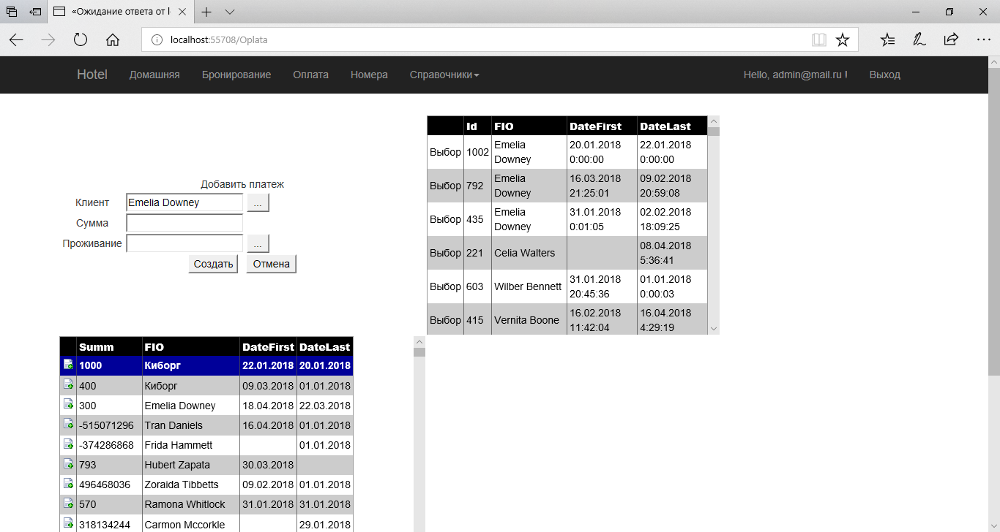 «Ожидание ответа от l
localhost:55708/Oplata
Hotel Домашняя Бронирование Оплата Номера Справочники Hello, admin@mail.ru ! Выход
Добавить платеж
Клиент Emelia Downey ...
Сумма
Проживание ...
Создать Отмена
Id FIO DateFirst DateLast
Выбор 1002 Emelia Downey 20.01.2018 0:00:00 22.01.2018 0:00:00
Выбор 792 Emelia Downey 16.03.2018 21:25:01 09.02.2018 20:59:08
Выбор 435 Emelia Downey 31.01.2018 0:01:05 02.02.2018 18:09:25
Выбор 221 Celia Walters 08.04.2018 5:36:41
Выбор 603 Wilber Bennett 31.01.2018 20:45:36 01.01.2018 0:00:03
Выбор 415 Vernita Boone 16.02.2018 11:42:04 16.04.2018 4:29:19
Summ FIO DateFirst DateLast
1000 Киборг 22.01.2018 20.01.2018
400 Киборг 09.03.2018 01.01.2018
300 Emelia Downey 18.04.2018 22.03.2018
-515071296 Tran Daniels 16.04.2018 01.01.2018
-374286868 Frida Hammett 01.01.2018
793 Hubert Zapata 30.03.2018
496468036 Zoraida Tibbetts 09.02.2018 01.01.2018
570 Ramona Whitlock 31.01.2018 31.01.2018
318134244 Carmon Mccorkle 29.01.2018